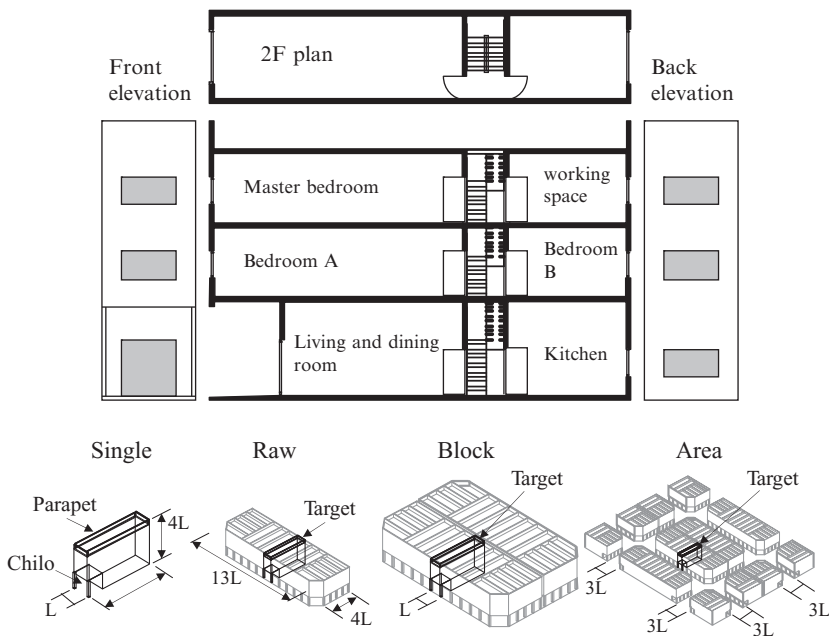 2F plan
Front
elevation
Back
elevation
Master bedroom
working
space
Bedroom A
Bedroom
B
Living and dining
room
Kitchen
Single
Raw
Block
Area
Parapet
4L
Chilo
L
Target
13L
4L
Target
L
Target
3L
3L
3L
3L